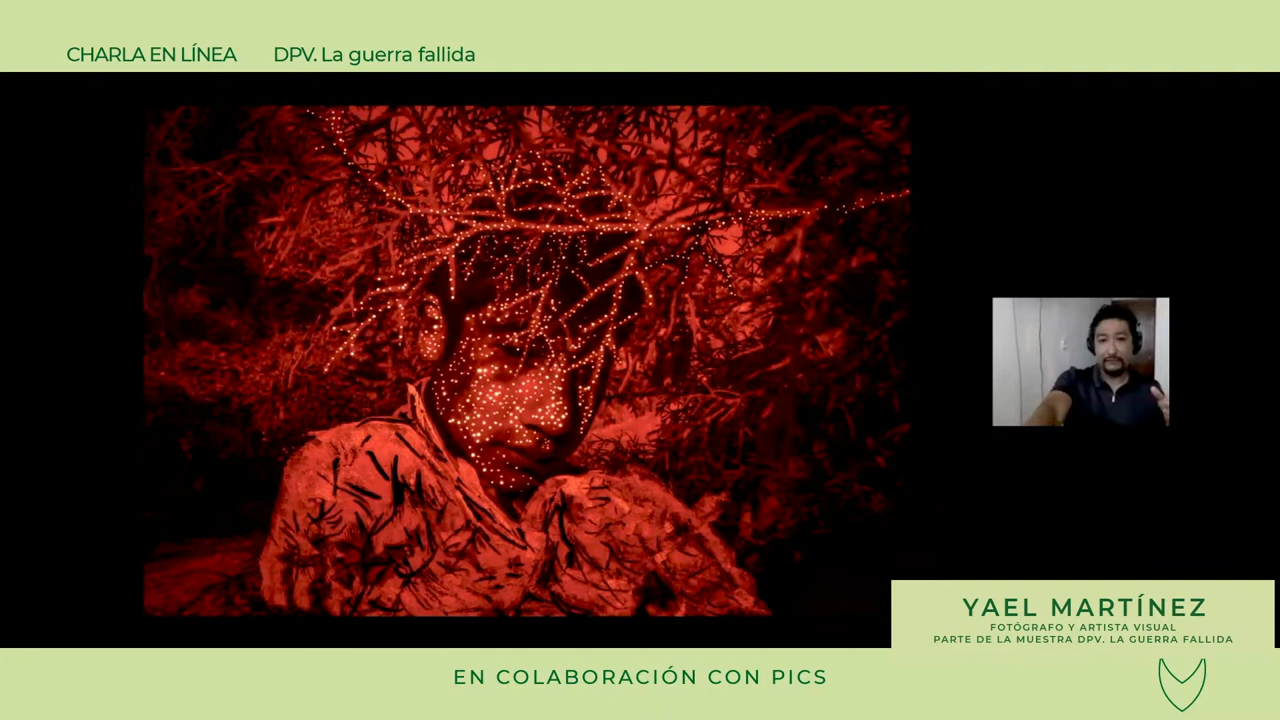 CHARLA EN LÍNEA DPV. La guerra fallida
YAEL MARTÍNEZ
FOTÓGRAFO Y ARTISTA VISUAL
PARTE DE LA MUESTRA DPV. LA GUERRA FALLIDA
EN COLABORACIÓN CON PICS